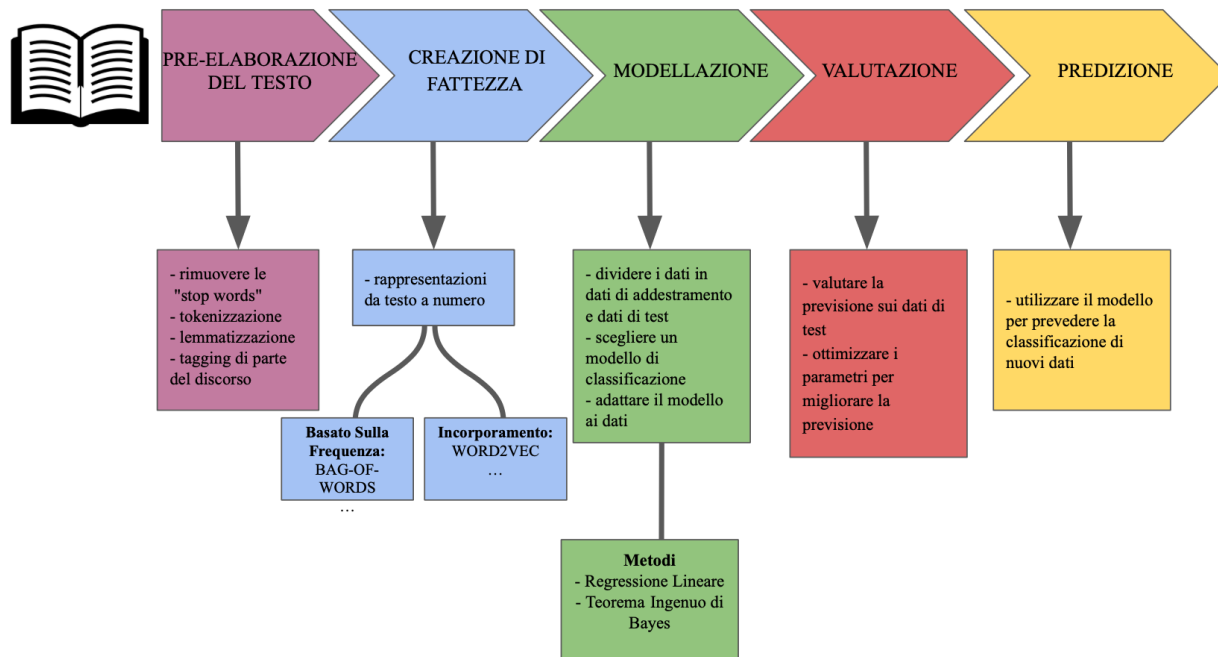 PRE-ELABORAZIONE
DEL TESTO
CREAZIONE DI
FATTEZZA
MODELLAZIONE
VALUTAZIONE
PREDIZIONE
- rimuovere le
"stop words"
- tokenizzazione
- lemmatizzazione
- tagging di parte
del discorso
- rappresentazioni
da testo a numero
Basato Sulla
Frequenza:
BAG-OF-
WORDS
…
Incorporamento:
WORD2VEC
…
- dividere i dati in
dati di addestramento
e dati di test
- scegliere un
modello di
classificazione
- adattare il modello
ai dati
Metodi
- Regressione Lineare
- Teorema Ingenuo di
Bayes
- valutare la
previsione sui dati di
test
- ottimizzare i
parametri per
migliorare la
previsione
- utilizzare il modello
per prevedere la
classificazione di
nuovi dati